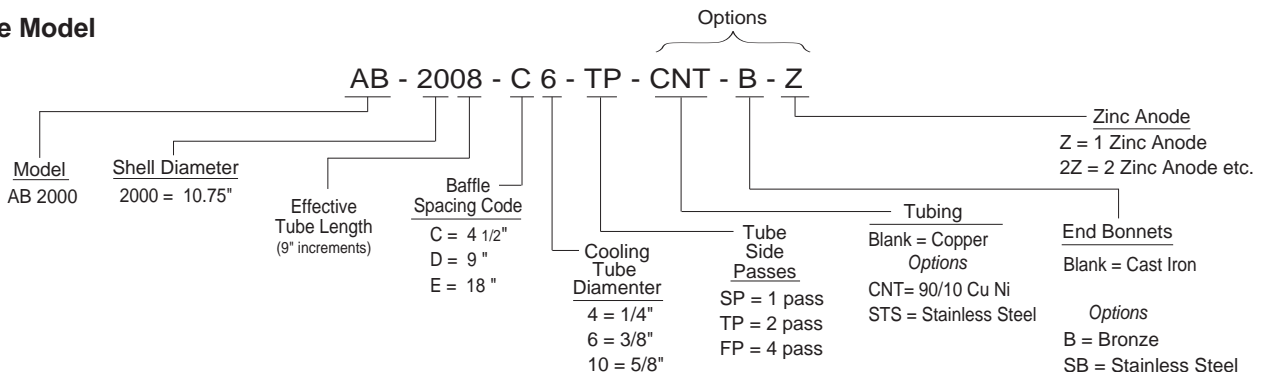 e Model
Options
AB - 2008 - C 6 - TP - CNT - B - Z
Model
AB 2000
Shell Diameter
2000 = 10.75"
Effective
Tube Length
(9" increments)
Baffle
Spacing Code
C = 4 1/2"
D = 9 "
E = 18 "
Cooling
Tube
Diamenter
4 = 1/4"
6 = 3/8"
10 = 5/8"
Tube
Side
Passes
SP = 1 pass
TP = 2 pass
FP = 4 pass
Tubing
Blank = Copper
Options
CNT= 90/10 Cu Ni
STS = Stainless Steel
End Bonnets
Blank = Cast Iron
Options
B = Bronze
SB = Stainless Steel
Zinc Anode
Z = 1 Zinc Anode
2Z = 2 Zinc Anode etc.